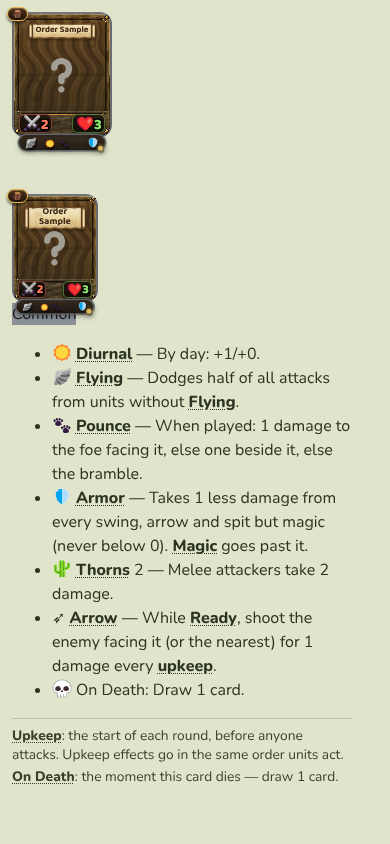 Order Sample
2
3
Order
Sample
2
3
Common
Diurnal — By day: +1/+0.
Flying — Dodges half of all attacks
from units without Flying.
Pounce — When played: 1 damage to
the foe facing it, else one beside it, else
the bramble.
Armor — Takes 1 less damage from
every swing, arrow and spit but magic
(never below 0). Magic goes past it.
Thorns 2 — Melee attackers take 2
damage.
➶ Arrow — While Ready, shoot the
enemy facing it (or the nearest) for 1
damage every upkeep.
On Death: Draw 1 card.
Upkeep: the start of each round, before anyone
attacks. Upkeep effects go in the same order units act.
On Death: the moment this card dies — draw 1 card.